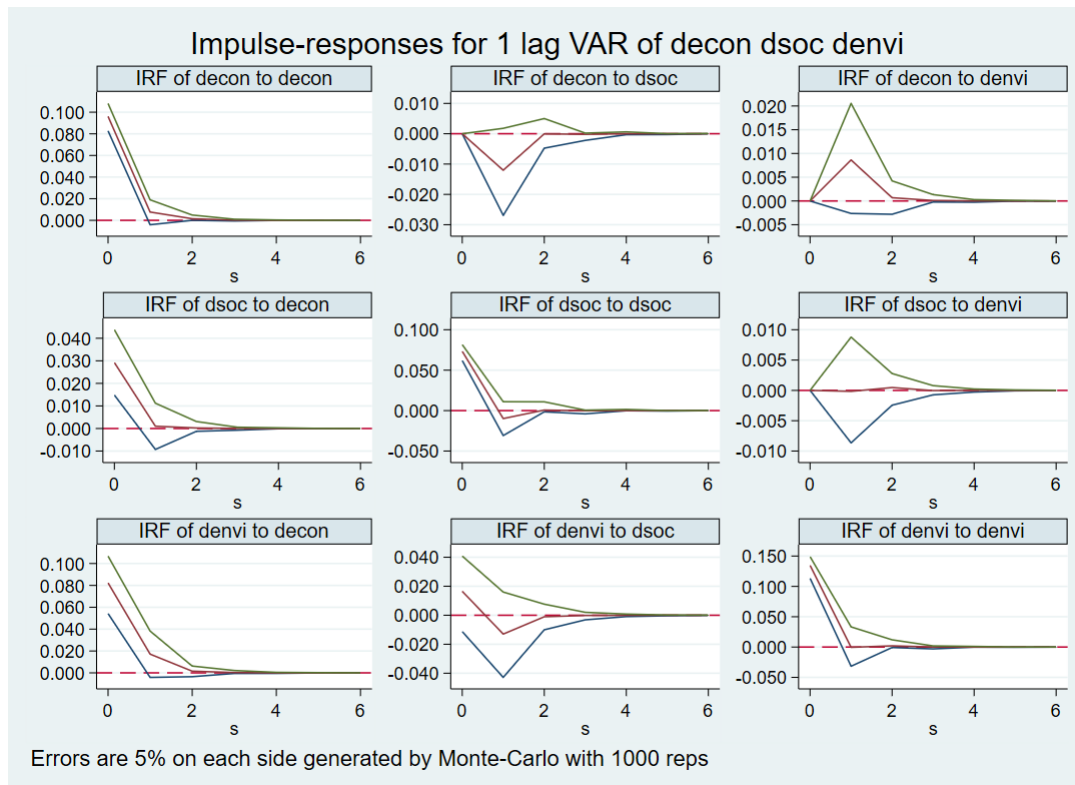 Impulse-responses for 1 lag VAR of decon dsoc denvi
IRF of decon to decon
0.100
0.080
0.060
0.040
0.020
0.000
0 2 4 6
s
IRF of decon to dsoc
0.010
0.000
-0.010
-0.020
-0.030
0 2 4 6
s
IRF of decon to denvi
0.020
0.015
0.010
0.005
0.000
-0.005
0 2 4 6
s
IRF of dsoc to decon
0.040
0.030
0.020
0.010
0.000
-0.010
0 2 4 6
s
IRF of dsoc to dsoc
0.100
0.050
0.000
-0.050
0 2 4 6
s
IRF of dsoc to denvi
0.010
0.005
0.000
-0.005
-0.010
0 2 4 6
s
IRF of denvi to decon
0.100
0.080
0.060
0.040
0.020
0.000
0 2 4 6
s
IRF of denvi to dsoc
0.040
0.020
0.000
-0.020
-0.040
0 2 4 6
s
IRF of denvi to denvi
0.150
0.100
0.050
0.000
-0.050
0 2 4 6
s
Errors are 5% on each side generated by Monte-Carlo with 1000 reps